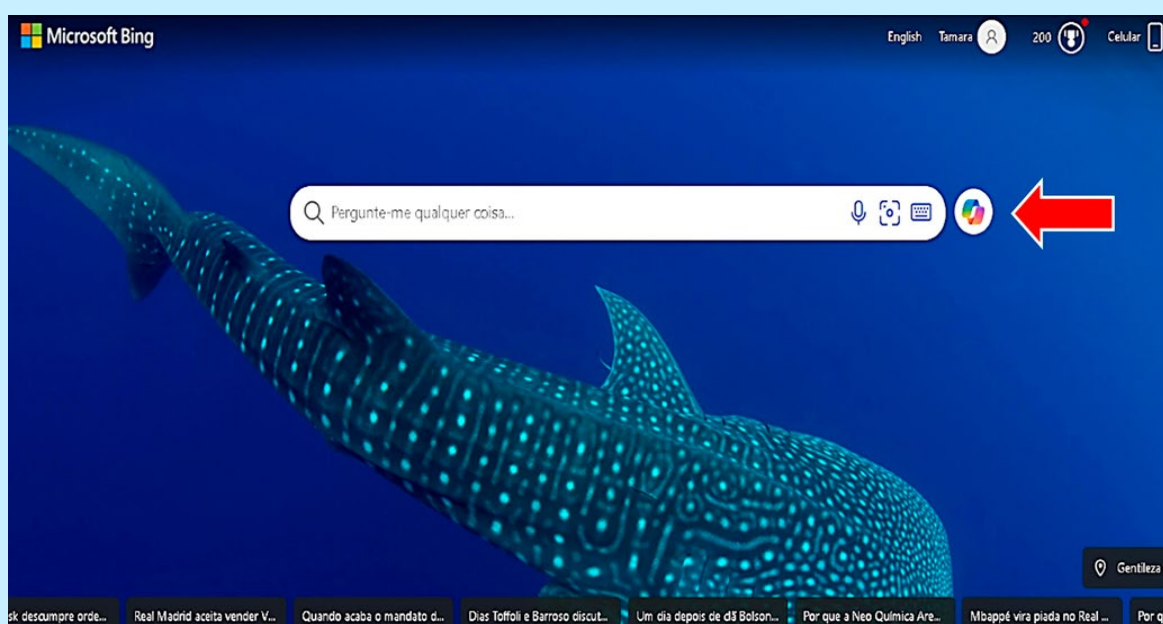 Microsoft Bing
English Tamara 200 Celular
Pergunte-me qualquer coisa...
Gentileza
sk descumpre orde... Real Madrid aceita vender V... Quando acaba o mandato d... Dias Toffoli e Barroso discut... Um dia depois de dã Bolson... Por que a Neo Química Are... Mbappé vira piada no Real ... Por q